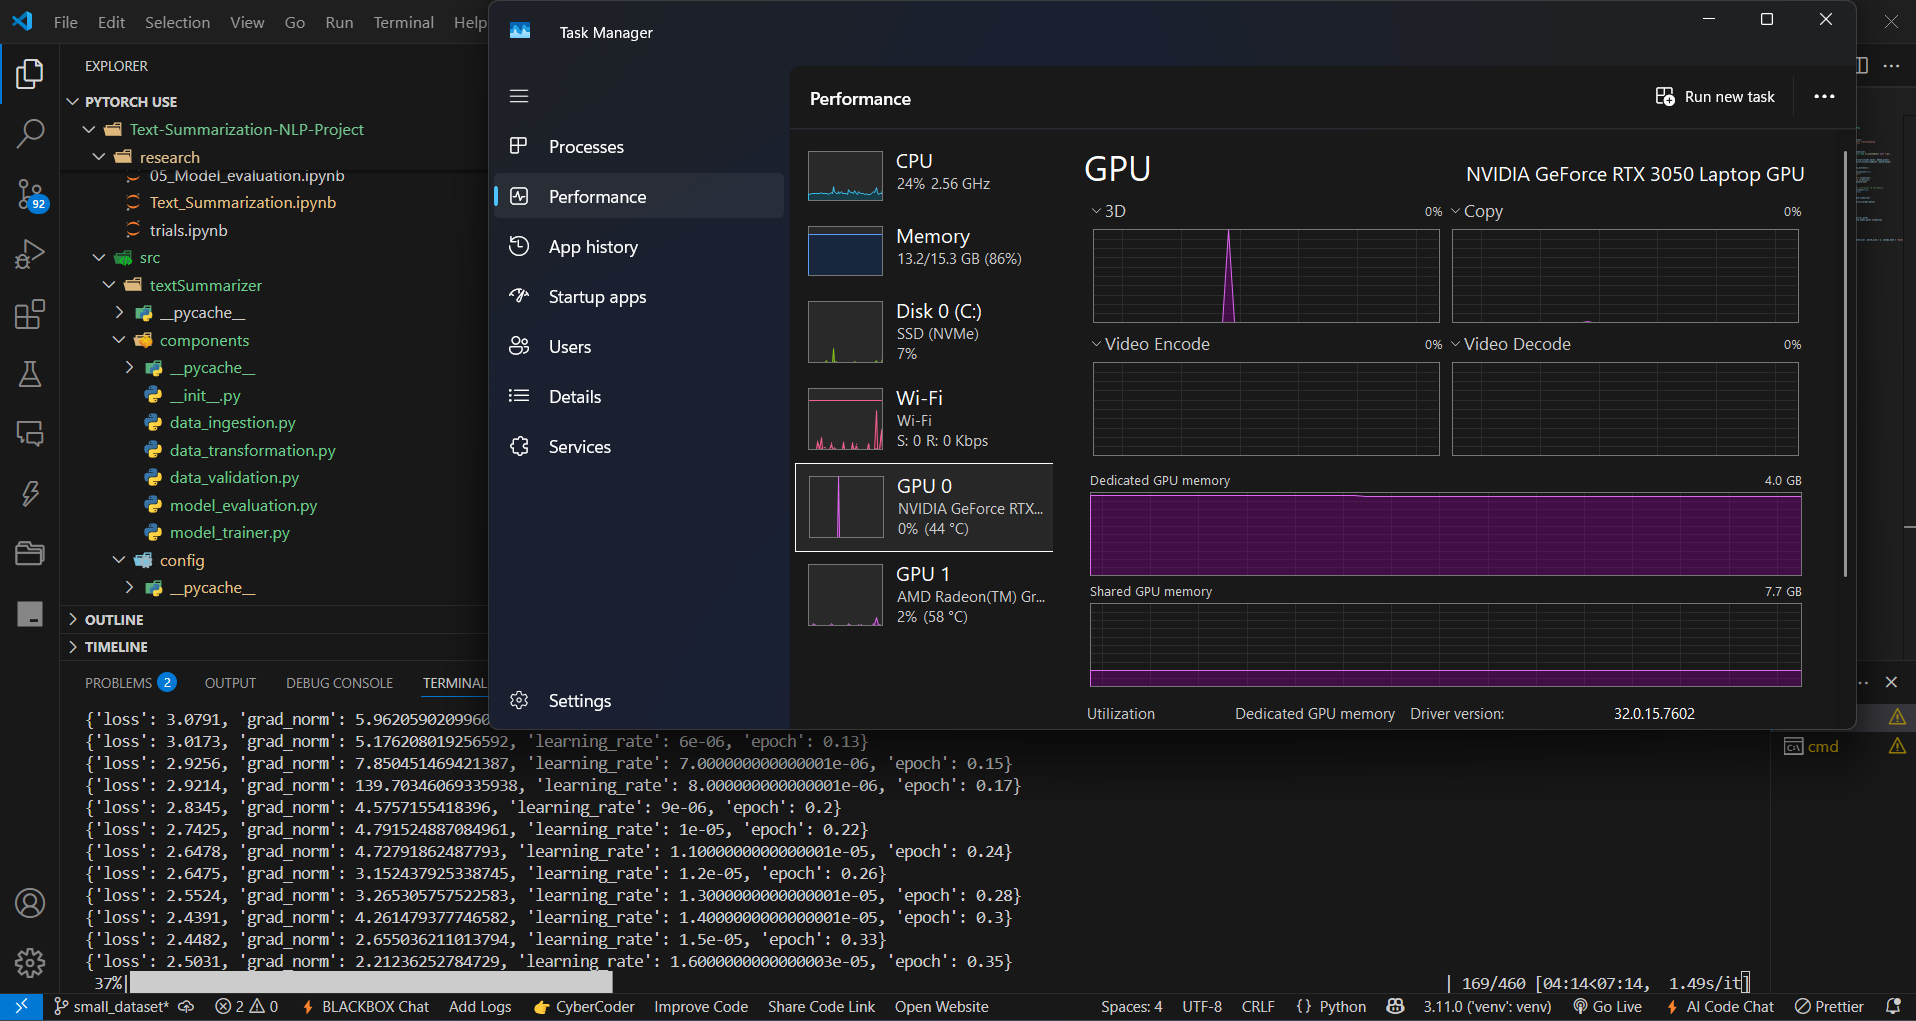 File Edit Selection View Go Run Terminal Help
EXPLORER
PYTORCH USE
Text-Summarization-NLP-Project
research
05_Model_evaluation.ipynb
Text_Summarization.ipynb
trials.ipynb
src
textSummarizer
__pycache__
components
__pycache__
__init__.py
data_ingestion.py
data_transformation.py
data_validation.py
model_evaluation.py
model_trainer.py
config
__pycache__
OUTLINE
TIMELINE
92
Task Manager
Processes
Performance
App history
Startup apps
Users
Details
Services
Settings
Performance
Run new task
CPU
24% 2.56 GHz
Memory
13.2/15.3 GB (86%)
Disk 0 (C:)
SSD (NVMe)
7%
Wi-Fi
Wi-Fi
S: 0 R: 0 Kbps
GPU 0
NVIDIA GeForce RTX...
0% (44 °C)
GPU 1
AMD Radeon(TM) Gr...
2% (58 °C)
GPU
NVIDIA GeForce RTX 3050 Laptop GPU
3D 0%
Copy 0%
Video Encode 0%
Video Decode 0%
Dedicated GPU memory 4.0 GB
Shared GPU memory 7.7 GB
Utilization Dedicated GPU memory Driver version: 32.0.15.7602
PROBLEMS 2 OUTPUT DEBUG CONSOLE TERMINAL
{'loss': 3.0791, 'grad_norm': 5.9620590209960
{'loss': 3.0173, 'grad_norm': 5.176208019256592, 'learning_rate': 6e-06, 'epoch': 0.13}
{'loss': 2.9256, 'grad_norm': 7.850451469421387, 'learning_rate': 7.000000000000001e-06, 'epoch': 0.15}
{'loss': 2.9214, 'grad_norm': 139.70346069335938, 'learning_rate': 8.000000000000001e-06, 'epoch': 0.17}
{'loss': 2.8345, 'grad_norm': 4.5757155418396, 'learning_rate': 9e-06, 'epoch': 0.2}
{'loss': 2.7425, 'grad_norm': 4.791524887084961, 'learning_rate': 1e-05, 'epoch': 0.22}
{'loss': 2.6478, 'grad_norm': 4.72791862487793, 'learning_rate': 1.1000000000000001e-05, 'epoch': 0.24}
{'loss': 2.6475, 'grad_norm': 3.152437925338745, 'learning_rate': 1.2e-05, 'epoch': 0.26}
{'loss': 2.5524, 'grad_norm': 3.265305757522583, 'learning_rate': 1.3000000000000001e-05, 'epoch': 0.28}
{'loss': 2.4391, 'grad_norm': 4.261479377746582, 'learning_rate': 1.4000000000000001e-05, 'epoch': 0.3}
{'loss': 2.4482, 'grad_norm': 2.655036211013794, 'learning_rate': 1.5e-05, 'epoch': 0.33}
{'loss': 2.5031, 'grad_norm': 2.21236252784729, 'learning_rate': 1.6000000000000003e-05, 'epoch': 0.35}
37%| | 169/460 [04:14<07:14, 1.49s/it]
cmd
small_dataset* 2 0 BLACKBOX Chat Add Logs CyberCoder Improve Code Share Code Link Open Website Spaces: 4 UTF-8 CRLF {} Python 3.11.0 ('venv': venv) Go Live AI Code Chat Prettier